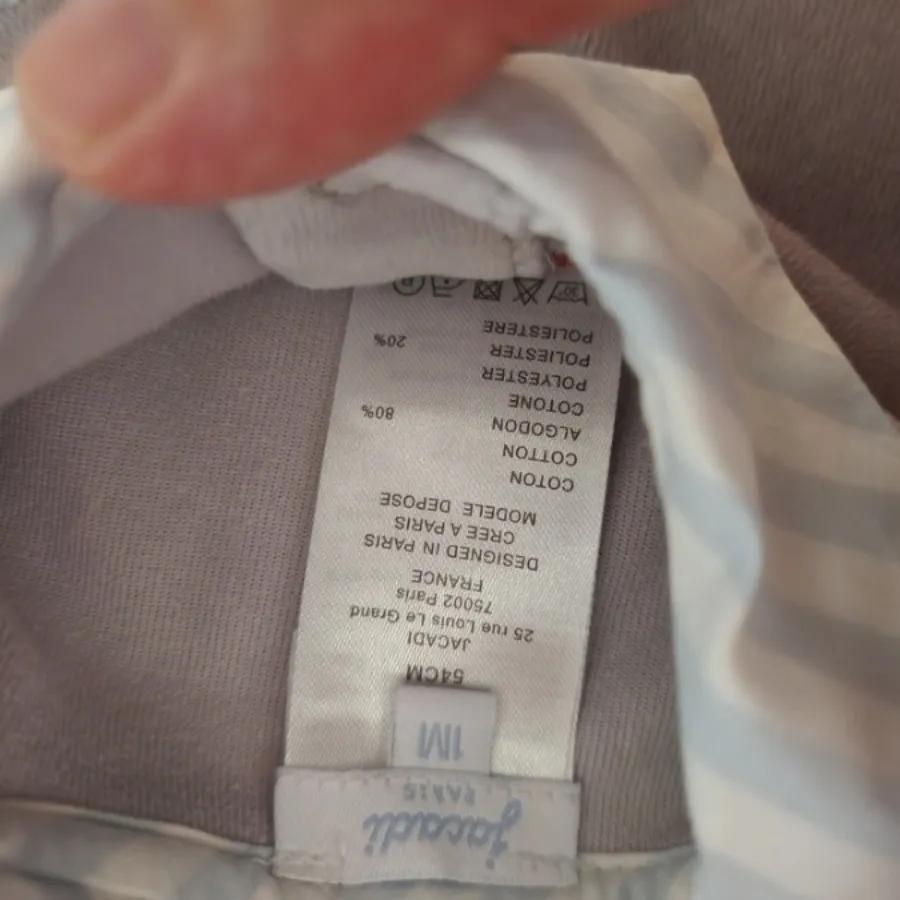 jacadi
PARIS
1M
54CM
JACADI
25 rue Louis Le Grand
75002 Paris
FRANCE
DESIGNED IN PARIS
CREE A PARIS
MODELE DEPOSE
COTON
COTTON
ALGODON 80%
COTONE
POLYESTER
POLIESTER 20%
POLIESTERE
30°
P